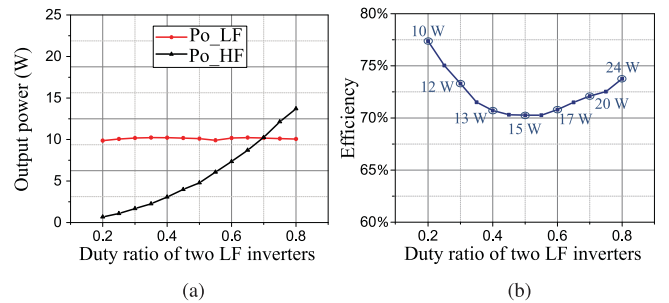 25
20
15
10
5
0
Output power (W)
Po_LF
Po_HF
0.2 0.4 0.6 0.8
Duty ratio of two LF inverters
(a)
80%
75%
70%
65%
60%
Efficiency
10 W
12 W
13 W
15 W
17 W
20 W
24 W
0.2 0.4 0.6 0.8
Duty ratio of two LF inverters
(b)